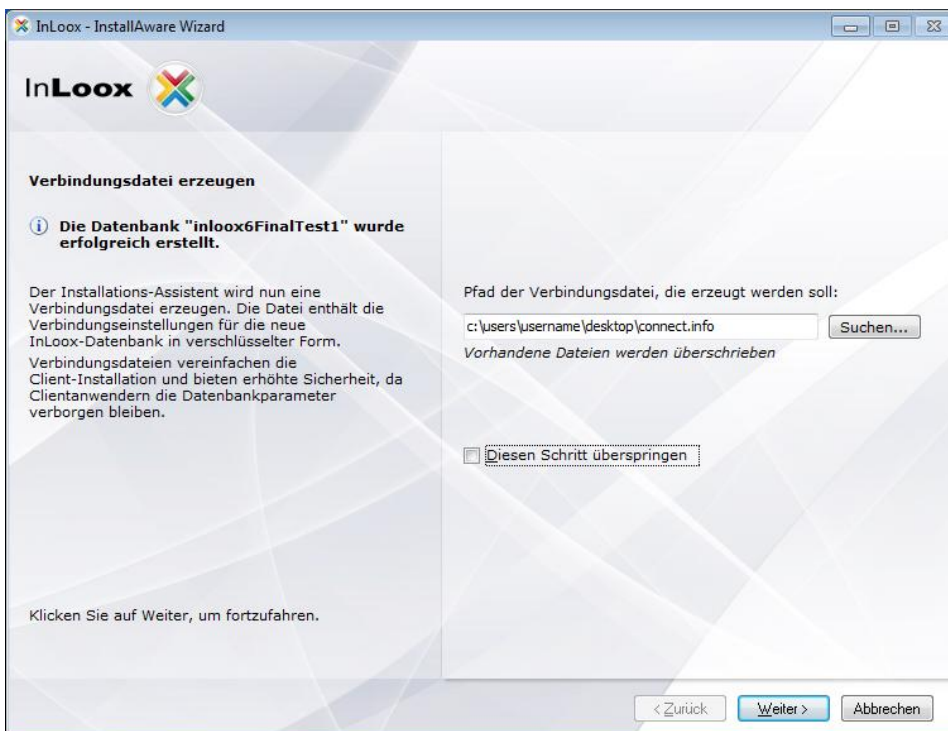 InLoox - InstallAware Wizard
InLoox
Verbindungsdatei erzeugen
Die Datenbank "inloox6FinalTest1" wurde
erfolgreich erstellt.
Der Installations-Assistent wird nun eine
Verbindungsdatei erzeugen. Die Datei enthält die
Verbindungseinstellungen für die neue
InLoox-Datenbank in verschlüsselter Form.
Verbindungsdateien vereinfachen die
Client-Installation und bieten erhöhte Sicherheit, da
Clientanwendern die Datenbankparameter
verborgen bleiben.
Pfad der Verbindungsdatei, die erzeugt werden soll:
c:\users\username\desktop\connect.info
Suchen...
Vorhandene Dateien werden überschrieben
Diesen Schritt überspringen
Klicken Sie auf Weiter, um fortzufahren.
< Zurück
Weiter >
Abbrechen